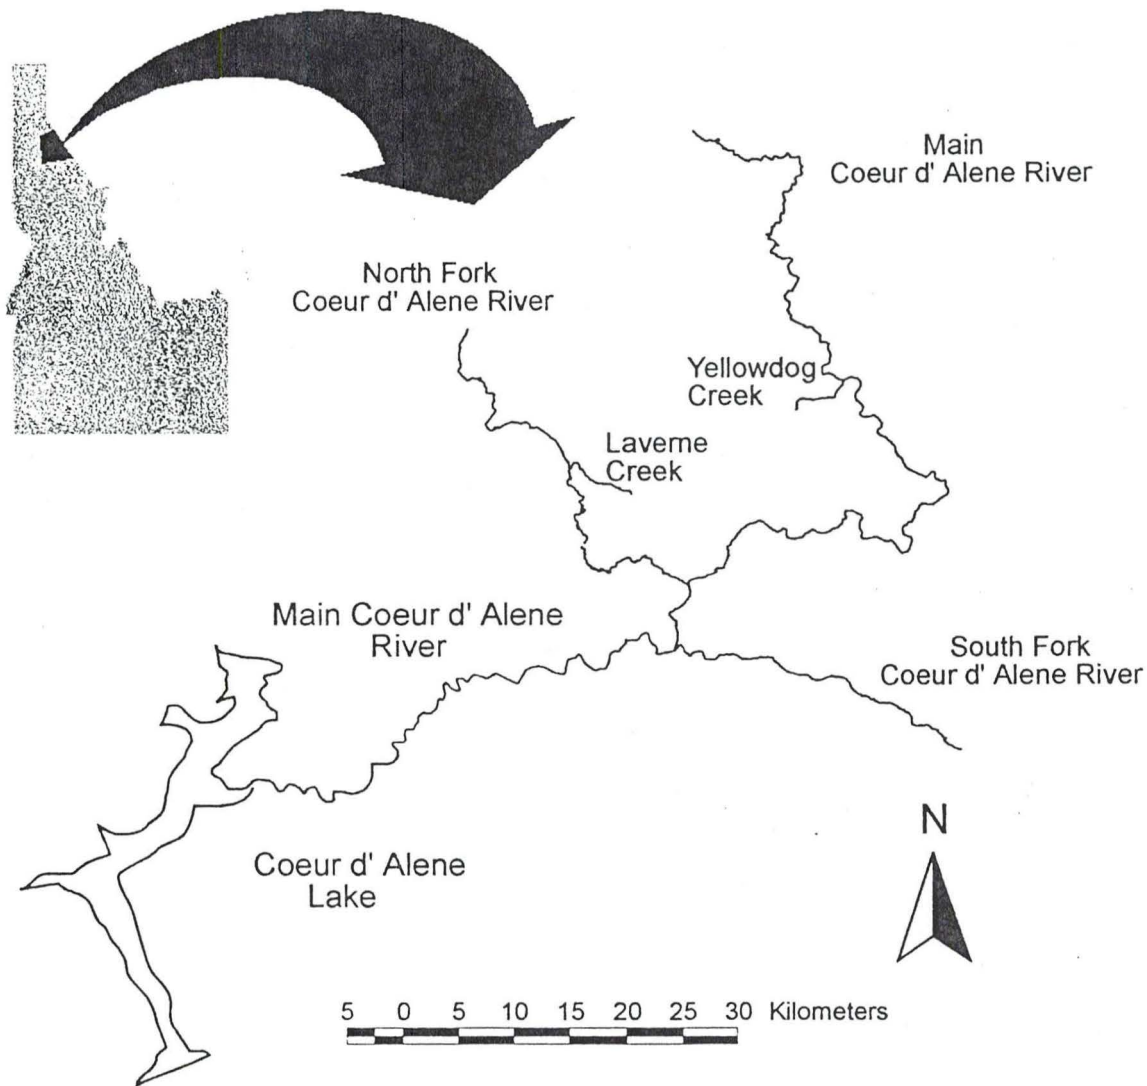 Main
Coeur d' Alene River
North Fork
Coeur d' Alene River
Yellowdog
Creek
Laverne
Creek
Main Coeur d' Alene
River
South Fork
Coeur d' Alene River
N
Coeur d' Alene
Lake
5 0 5 10 15 20 25 30 Kilometers